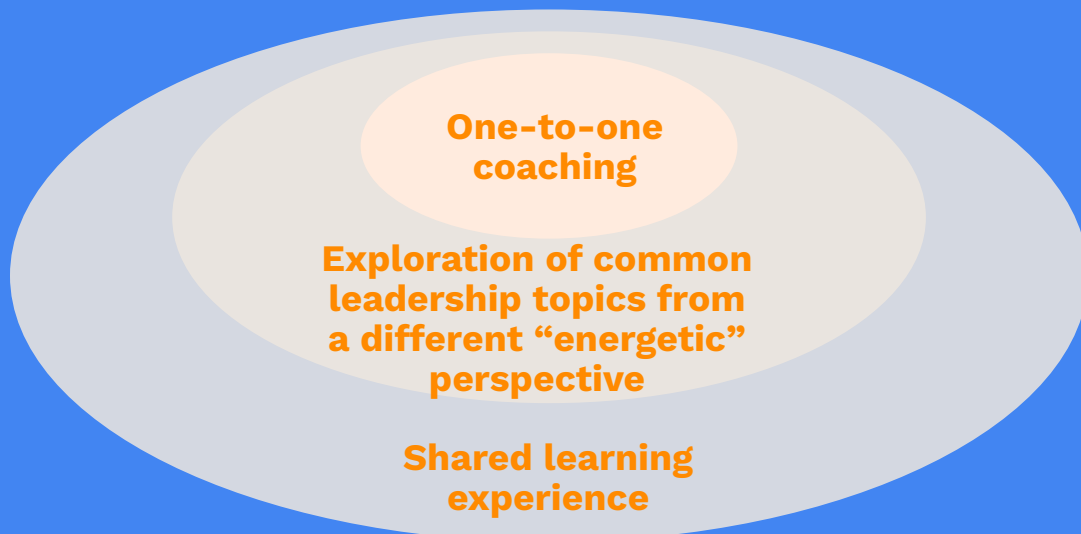 One-to-one
coaching
Exploration of common
leadership topics from
a different “energetic”
perspective
Shared learning
experience